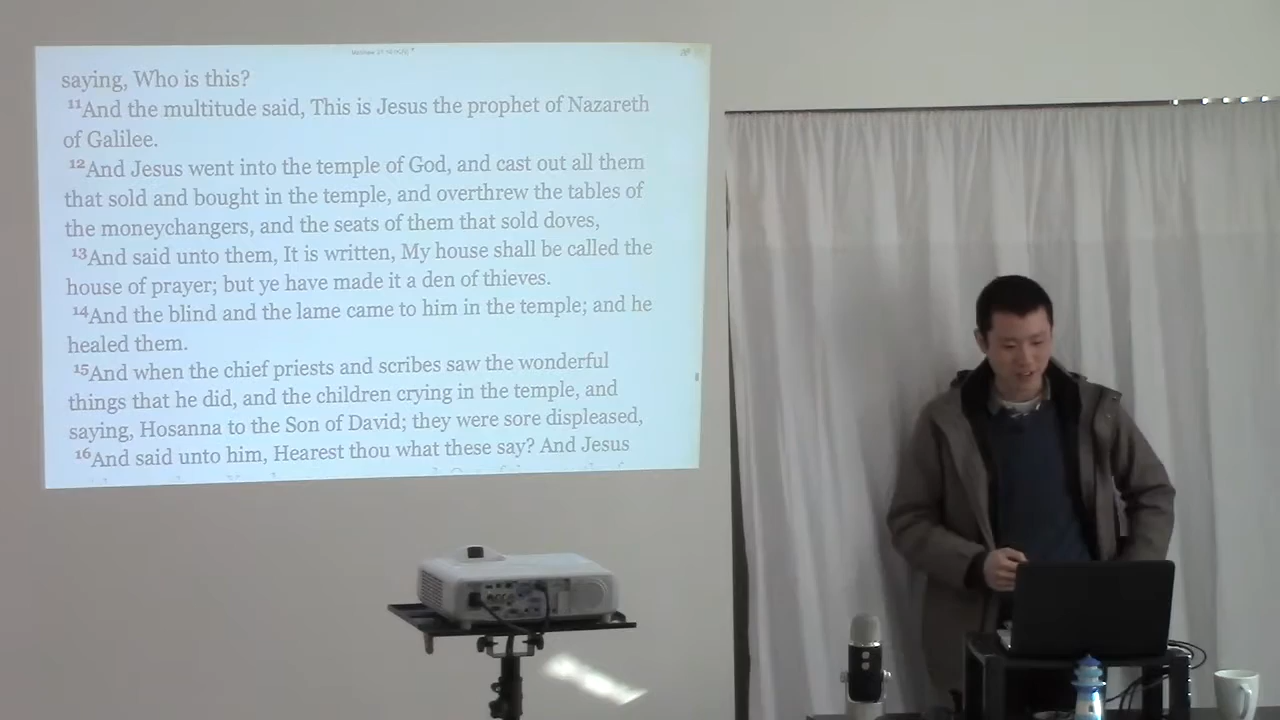 saying, Who is this?
11And the multitude said, This is Jesus the prophet of Nazareth
of Galilee.
12And Jesus went into the temple of God, and cast out all them
that sold and bought in the temple, and overthrew the tables of
the moneychangers, and the seats of them that sold doves,
13And said unto them, It is written, My house shall be called the
house of prayer; but ye have made it a den of thieves.
14And the blind and the lame came to him in the temple; and he
healed them.
15And when the chief priests and scribes saw the wonderful
things that he did, and the children crying in the temple, and
saying, Hosanna to the Son of David; they were sore displeased,
16And said unto him, Hearest thou what these say? And Jesus